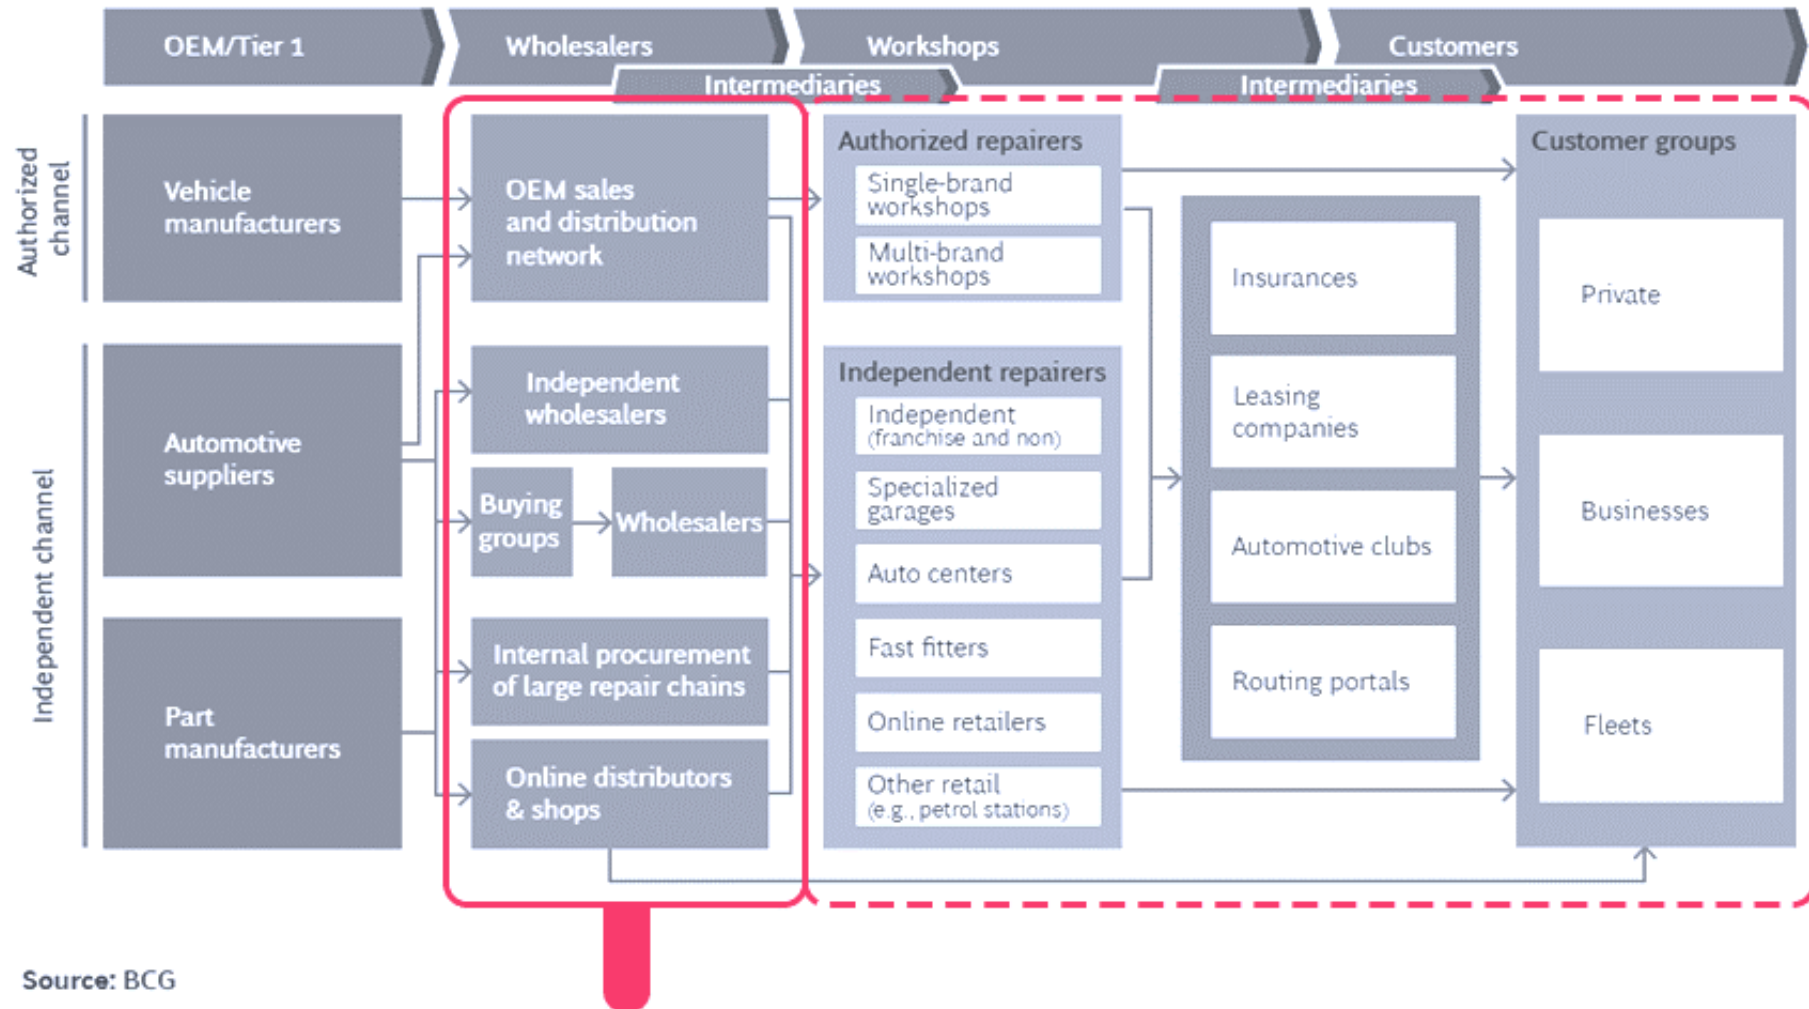 OEM/Tier 1
Wholesalers
Workshops
Customers
Intermediaries
Intermediaries
Authorized
channel
Vehicle
manufacturers
OEM sales
and distribution
network
Authorized repairers
Single-brand
workshops
Multi-brand
workshops
Customer groups
Private
Businesses
Fleets
Insurances
Leasing
companies
Automotive clubs
Routing portals
Independent channel
Automotive
suppliers
Part
manufacturers
Independent
wholesalers
Buying
groups
Wholesalers
Internal procurement
of large repair chains
Online distributors
& shops
Independent repairers
Independent
(franchise and non)
Specialized
garages
Auto centers
Fast fitters
Online retailers
Other retail
(e.g., petrol stations)
Source: BCG